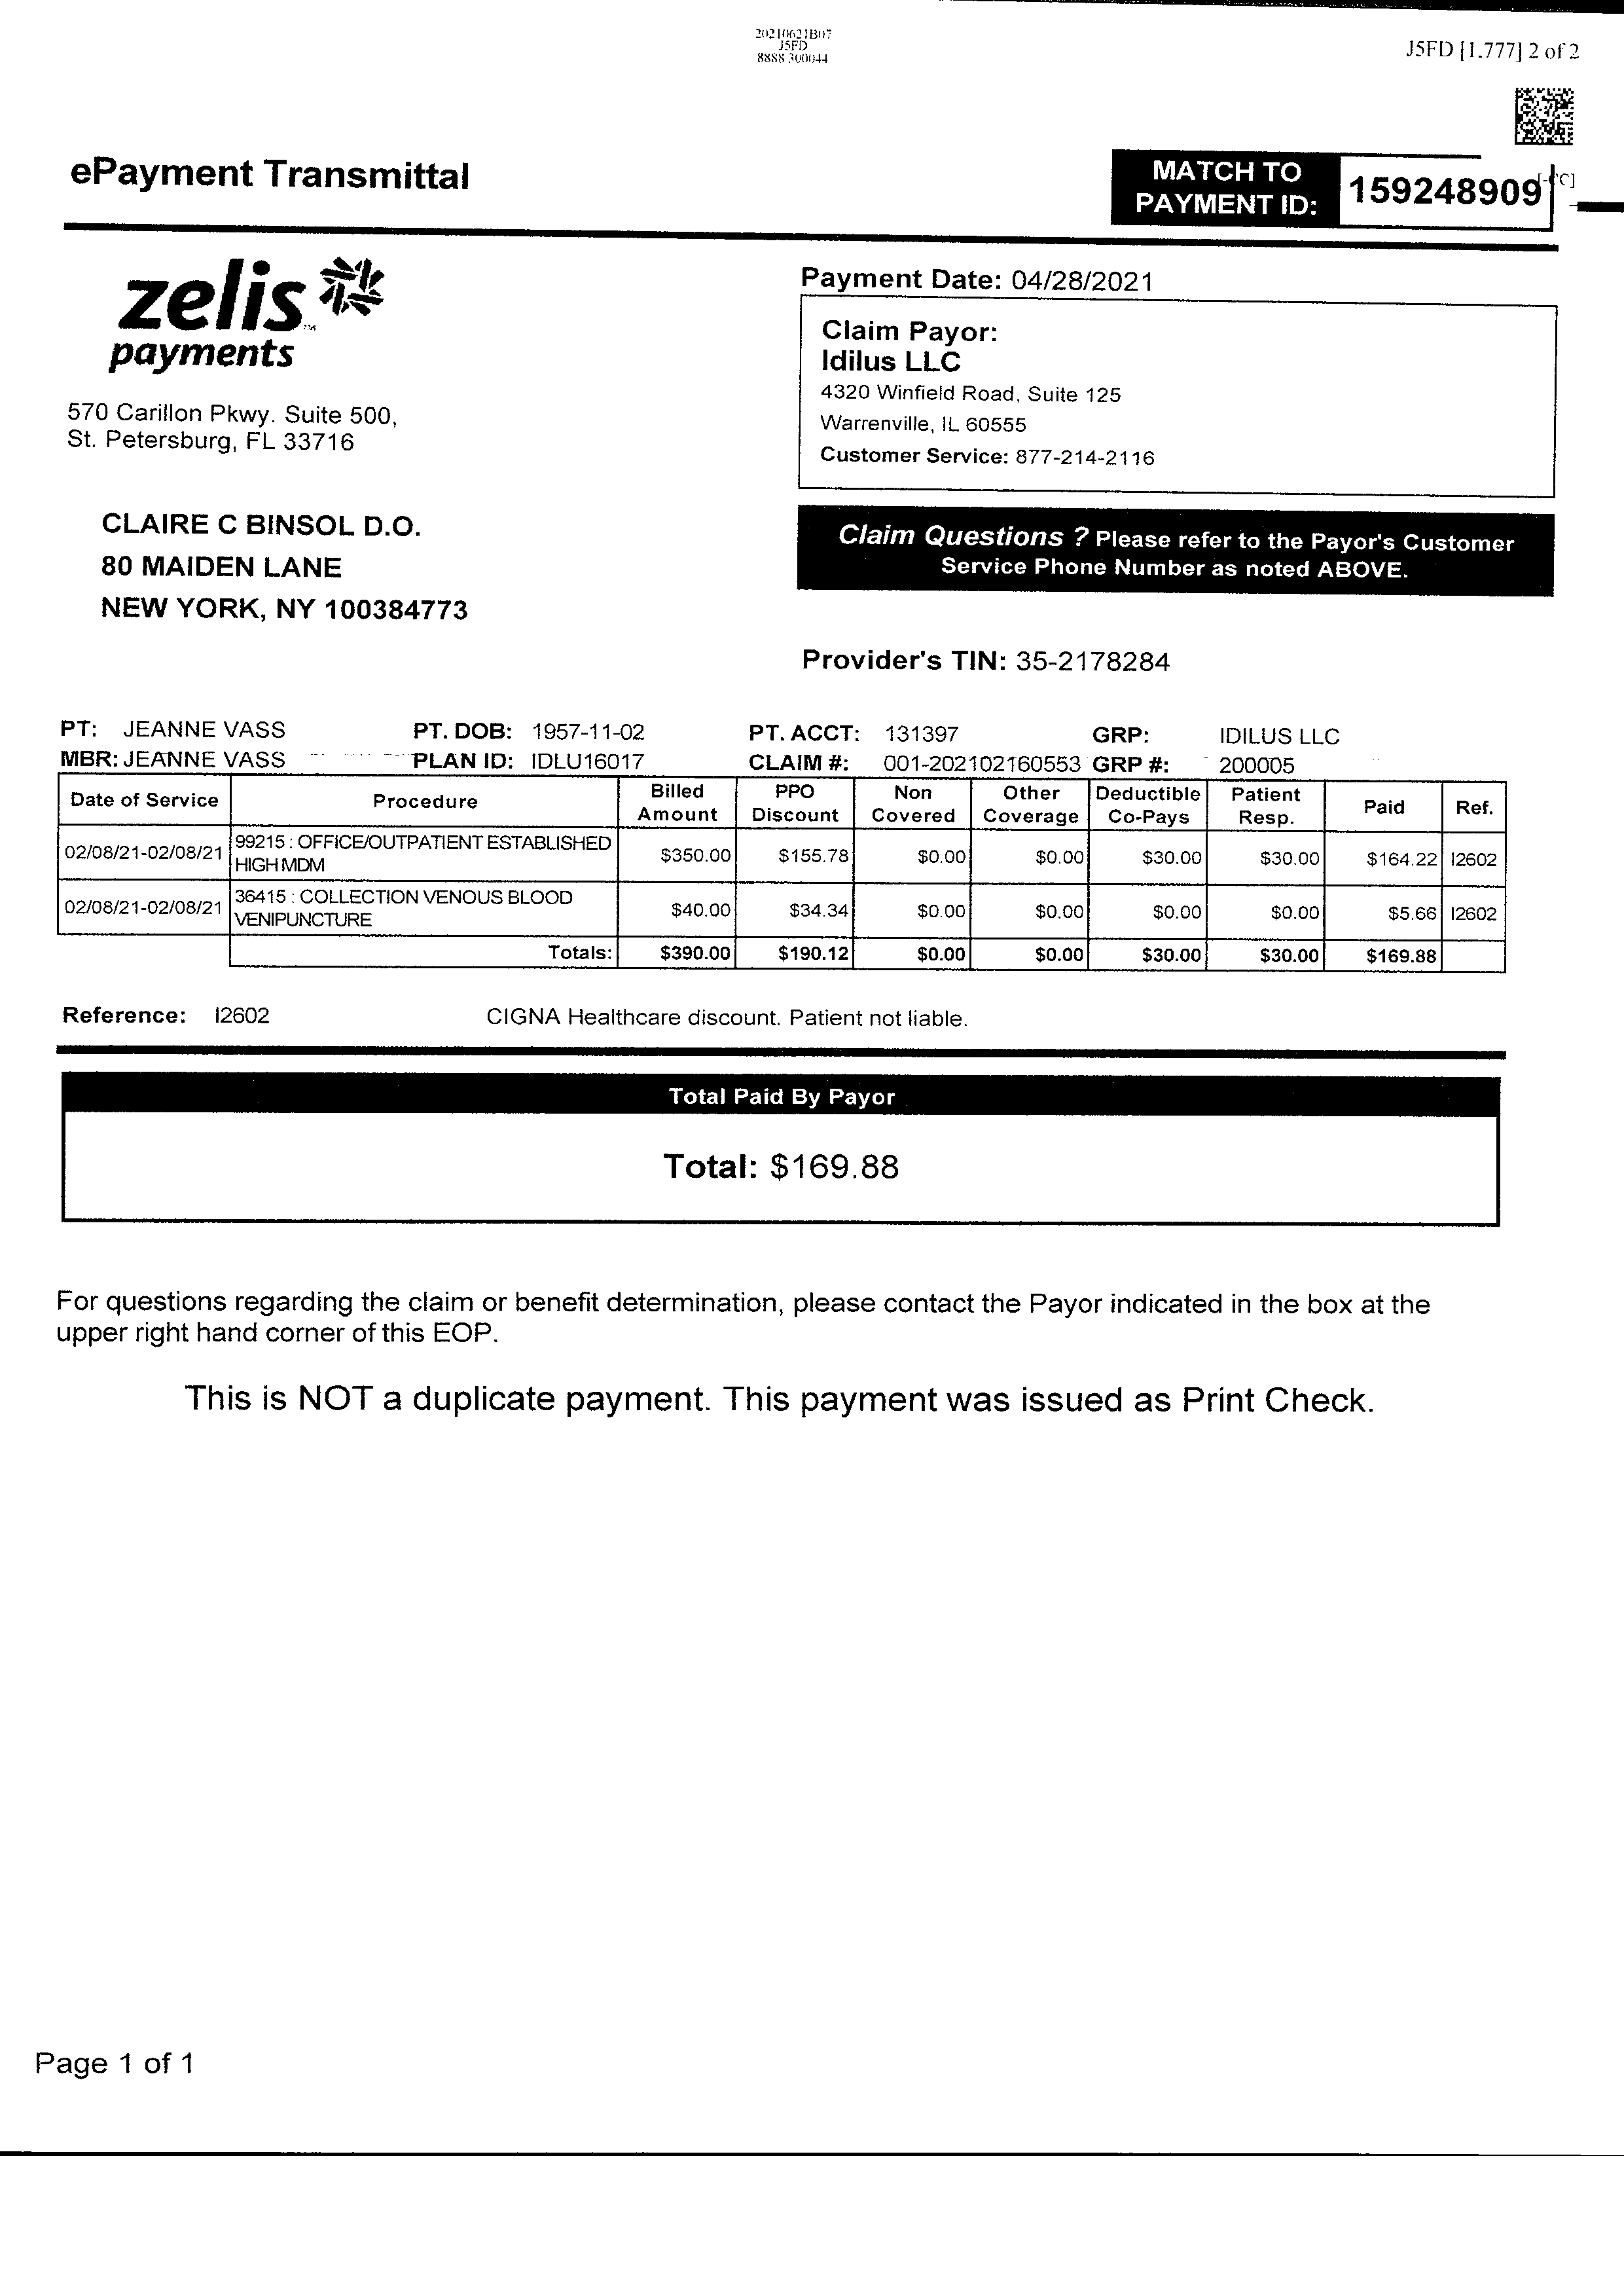 20210621B07
J5FD
8888 300044
J5FD [1.777] 2 of 2
ePayment Transmittal
MATCH TO
PAYMENT ID:
159248909
zelis
payments
Payment Date: 04/28/2021
Claim Payor:
Idilus LLC
4320 Winfield Road, Suite 125
Warrenville, IL 60555
Customer Service: 877-214-2116
570 Carillon Pkwy. Suite 500,
St. Petersburg, FL 33716
CLAIRE C BINSOL D.O.
80 MAIDEN LANE
NEW YORK, NY 100384773
Claim Questions ? Please refer to the Payor's Customer
Service Phone Number as noted ABOVE.
Provider's TIN: 35-2178284
PT: JEANNE VASS PT. DOB: 1957-11-02 PT. ACCT: 131397 GRP: IDILUS LLC
MBR: JEANNE VASS PLAN ID: IDLU16017 CLAIM #: 001-202102160553 GRP #: 200005
Date of Service Procedure Billed Amount PPO Discount Non Covered Other Coverage Deductible Co-Pays Patient Resp. Paid Ref.
02/08/21-02/08/21 99215 : OFFICE/OUTPATIENT ESTABLISHED HIGH MDM $350.00 $155.78 $0.00 $0.00 $30.00 $30.00 $164.22 I2602
02/08/21-02/08/21 36415 : COLLECTION VENOUS BLOOD VENIPUNCTURE $40.00 $34.34 $0.00 $0.00 $0.00 $0.00 $5.66 I2602
Totals: $390.00 $190.12 $0.00 $0.00 $30.00 $30.00 $169.88
Reference: I2602 CIGNA Healthcare discount. Patient not liable.
Total Paid By Payor
Total: $169.88
For questions regarding the claim or benefit determination, please contact the Payor indicated in the box at the
upper right hand corner of this EOP.
This is NOT a duplicate payment. This payment was issued as Print Check.
Page 1 of 1